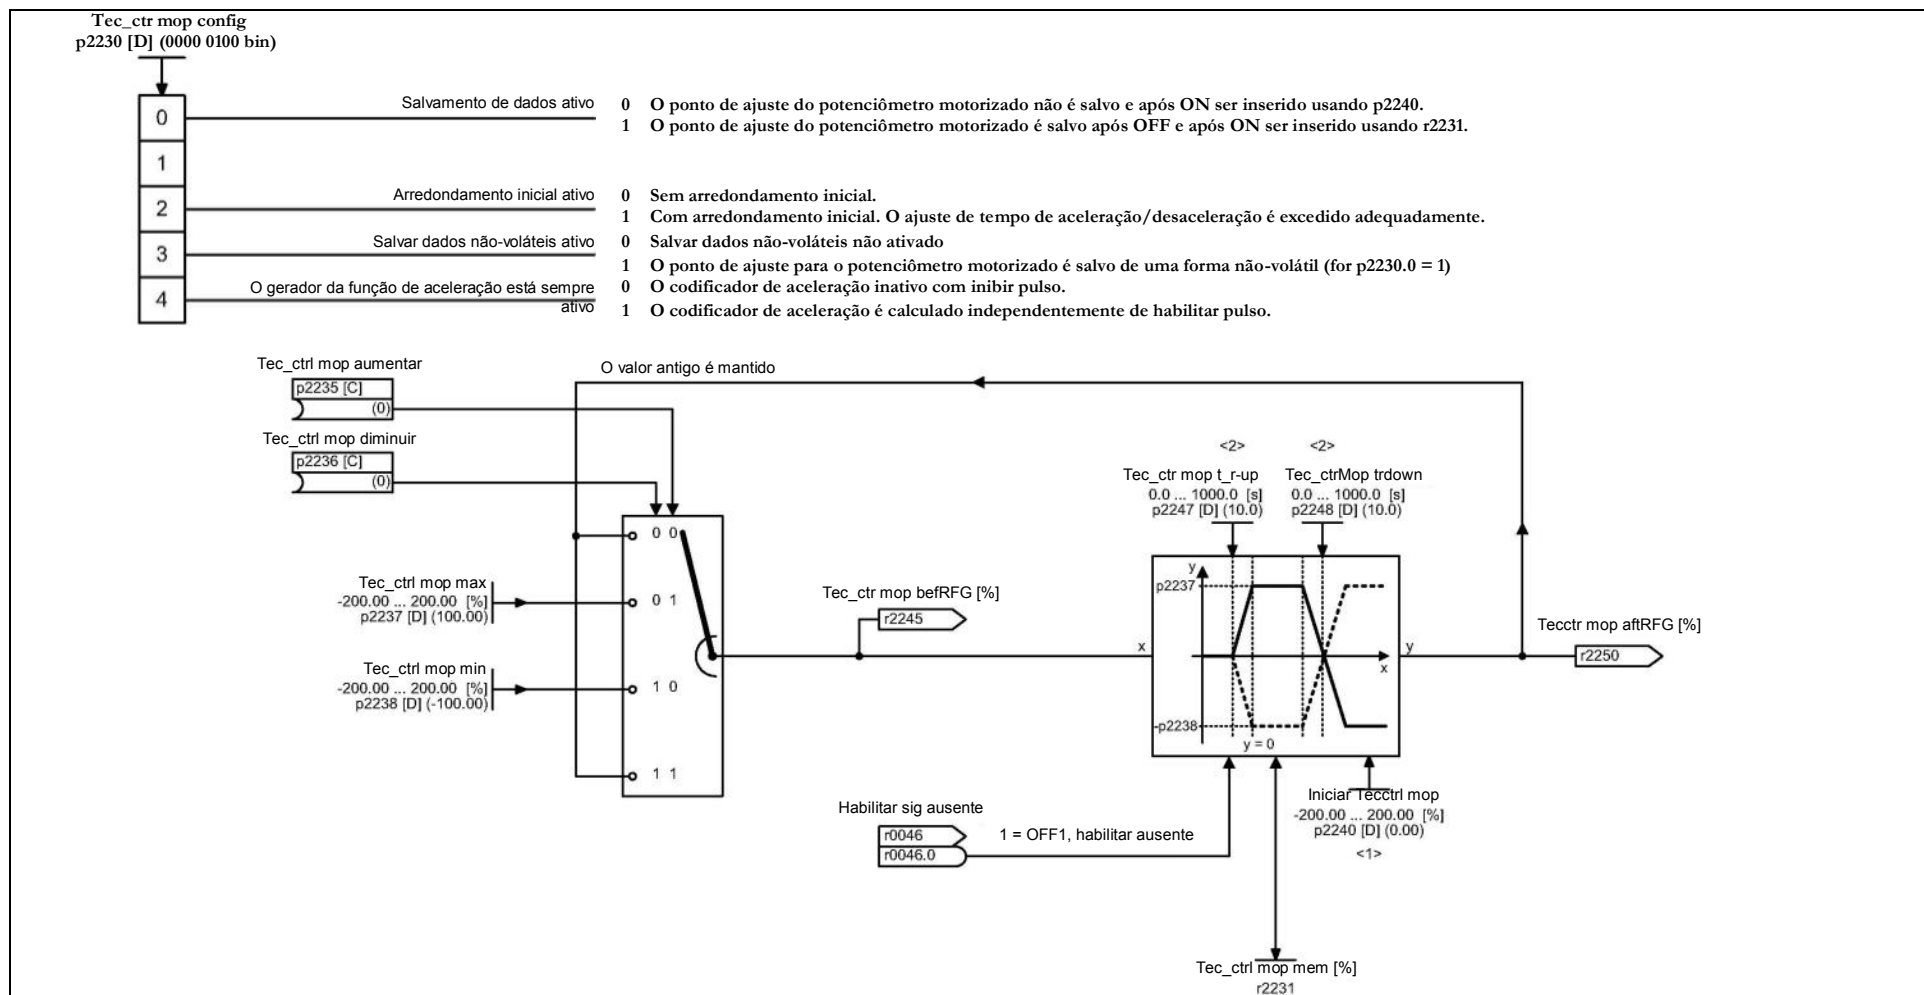 Tec_ctr mop config
p2230 [D] (0000 0100 bin)
0
Salvamento de dados ativo
0 O ponto de ajuste do potenciômetro motorizado não é salvo e após ON ser inserido usando p2240.
1 O ponto de ajuste do potenciômetro motorizado é salvo após OFF e após ON ser inserido usando r2231.
1
2
Arredondamento inicial ativo
0 Sem arredondamento inicial.
1 Com arredondamento inicial. O ajuste de tempo de aceleração/desaceleração é excedido adequadamente.
3
Salvar dados não-voláteis ativo
0 Salvar dados não-voláteis não ativado
1 O ponto de ajuste para o potenciômetro motorizado é salvo de uma forma não-volátil (for p2230.0 = 1)
4
O gerador da função de aceleração está sempre
ativo
0 O codificador de aceleração inativo com inibir pulso.
1 O codificador de aceleração é calculado independentemente de habilitar pulso.
Tec_ctrl mop aumentar
p2235 [C]
(0)
O valor antigo é mantido
Tec_ctrl mop diminuir
p2236 [C]
(0)
0 0
0 1
1 0
1 1
Tec_ctrl mop max
-200.00 ... 200.00 [%]
p2237 [D] (100.00)
Tec_ctrl mop min
-200.00 ... 200.00 [%]
p2238 [D] (-100.00)
Tec_ctr mop befRFG [%]
r2245
<2>
Tec_ctr mop t_r-up
0.0 ... 1000.0 [s]
p2247 [D] (10.0)
<2>
Tec_ctrMop trdown
0.0 ... 1000.0 [s]
p2248 [D] (10.0)
x
y
p2237
x
-p2238
y = 0
y
Tecctr mop aftRFG [%]
r2250
Habilitar sig ausente
r0046
r0046.0
1 = OFF1, habilitar ausente
Iniciar Tecctrl mop
-200.00 ... 200.00 [%]
p2240 [D] (0.00)
<1>
Tec_ctrl mop mem [%]
r2231